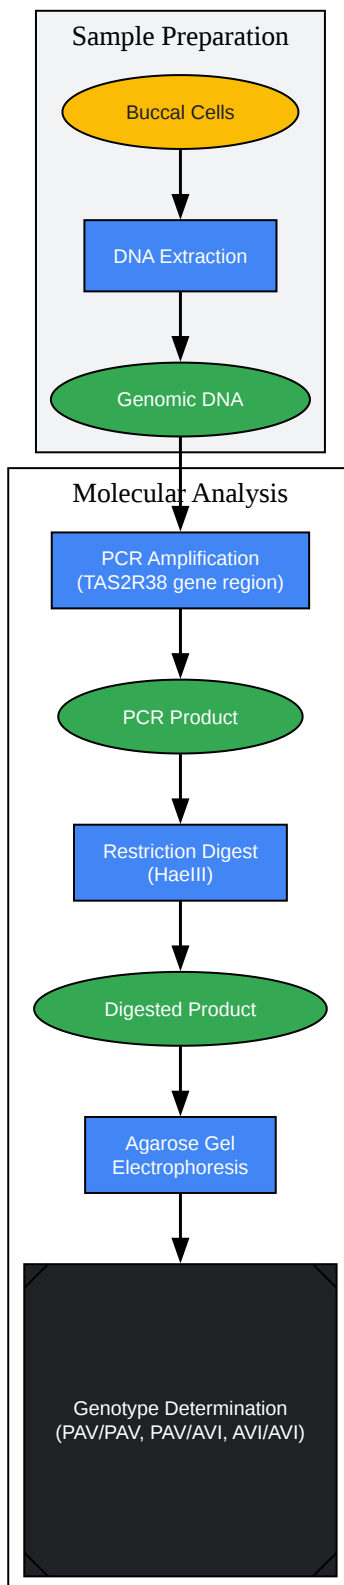 Sample Preparation
Buccal Cells
DNA Extraction
Genomic DNA
Molecular Analysis
PCR Amplification
(TAS2R38 gene region)
PCR Product
Restriction Digest
(HaeIII)
Digested Product
Agarose Gel
Electrophoresis
Genotype Determination
(PAV/PAV, PAV/AVI, AVI/AVI)